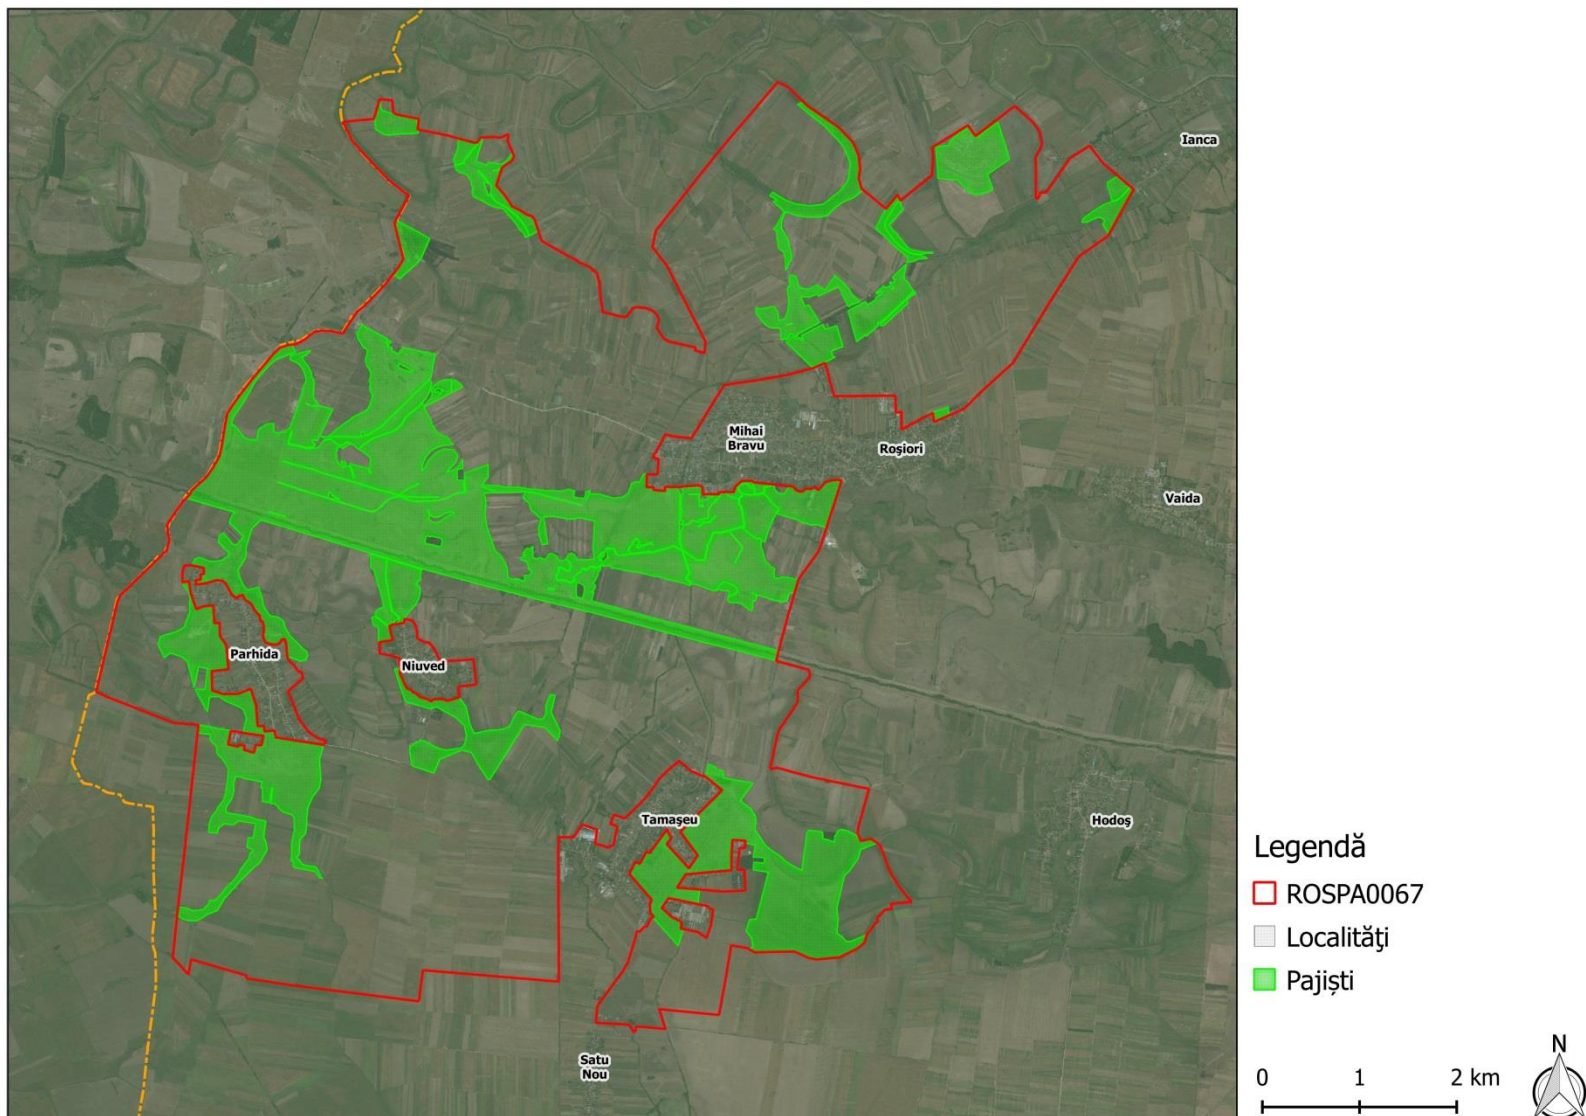 Ianca
Mihai
Bravu
Roşiori
Vaida
Parhida
Niuved
Tamaşeu
Hodoş
Satu
Nou
Legendă
ROSPA0067
Localităţi
Pajiști
0 1 2 km
N